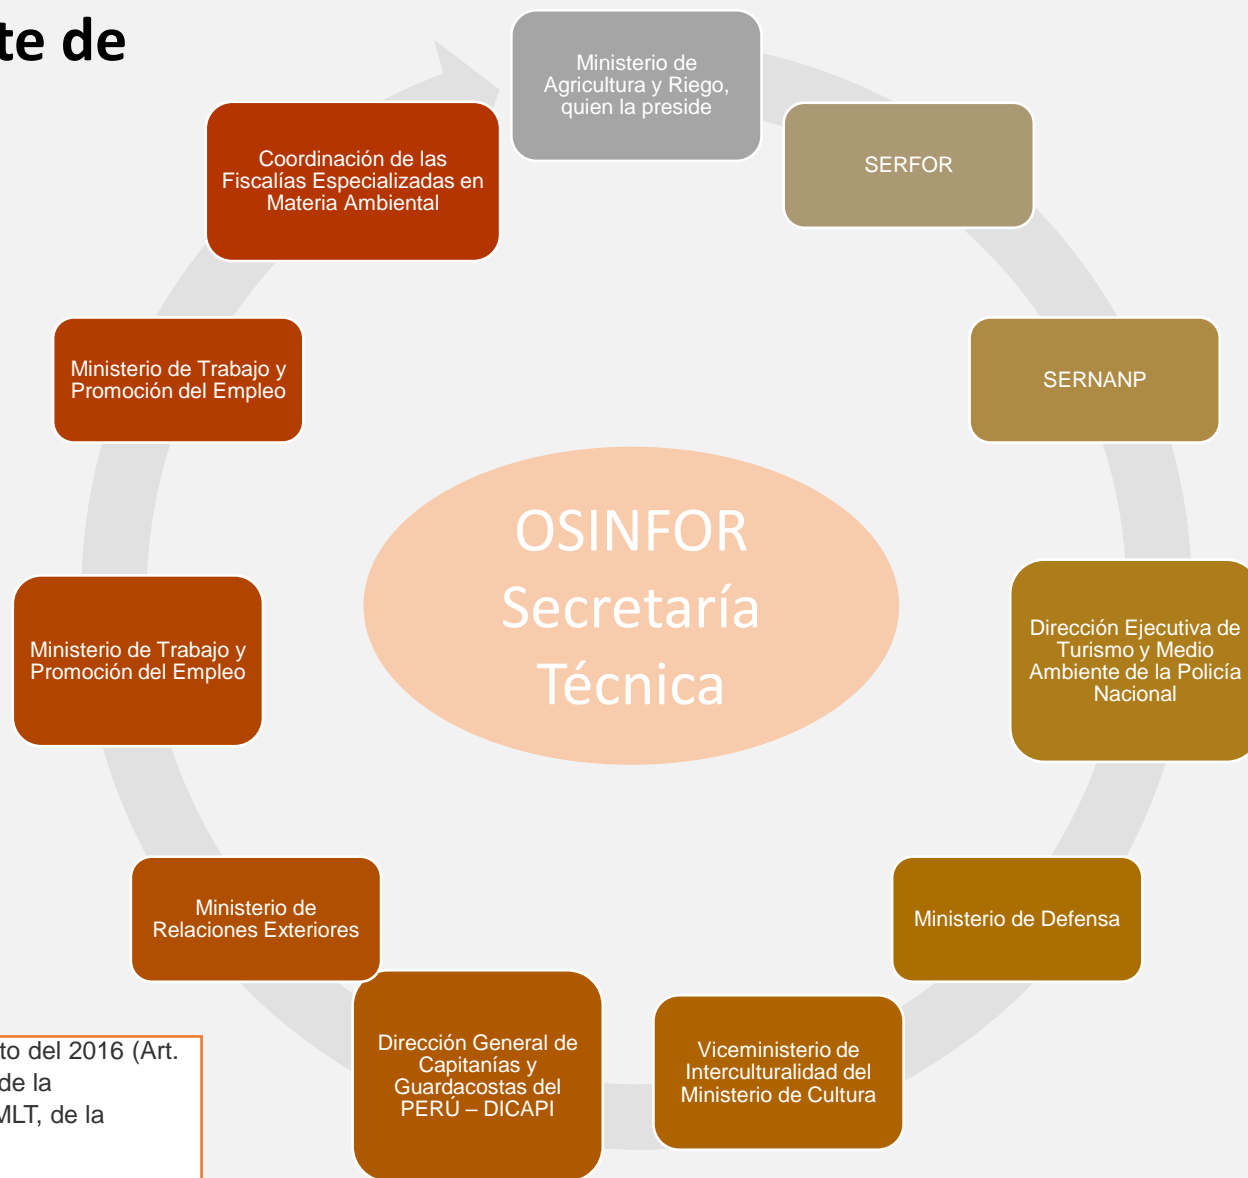 te de
Ministerio de
Agricultura y Riego,
quien la preside
SERFOR
SERNANP
Dirección Ejecutiva de
Turismo y Medio
Ambiente de la Policía
Nacional
Ministerio de Defensa
Viceministerio de
Interculturalidad del
Ministerio de Cultura
Dirección General de
Capitanías y
Guardacostas del
PERÚ – DICAPI
Ministerio de
Relaciones Exteriores
Ministerio de Trabajo y
Promoción del Empleo
Ministerio de Trabajo y
Promoción del Empleo
Coordinación de las
Fiscalías Especializadas en
Materia Ambiental
OSINFOR
Secretaría
Técnica
to del 2016 (Art.
de la
MLT, de la